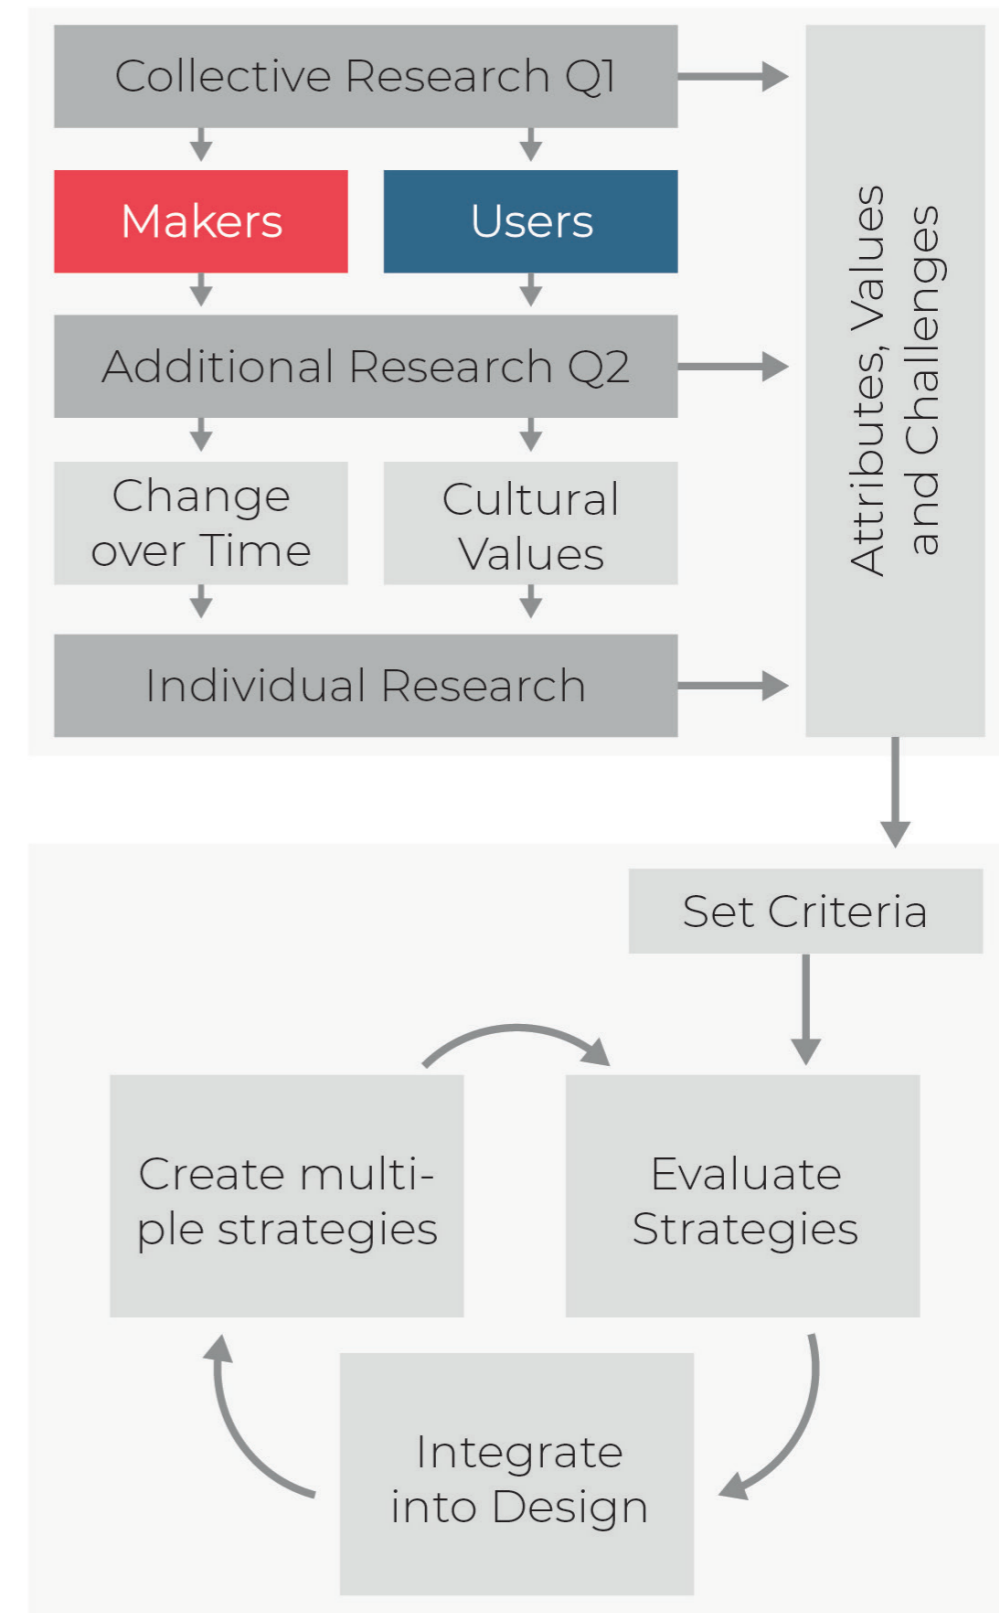 Collective Research Q1
Makers
Users
Additional Research Q2
Change
over Time
Cultural
Values
Individual Research
Attributes, Values
and Challenges
Set Criteria
Create multi-
ple strategies
Evaluate
Strategies
Integrate
into Design